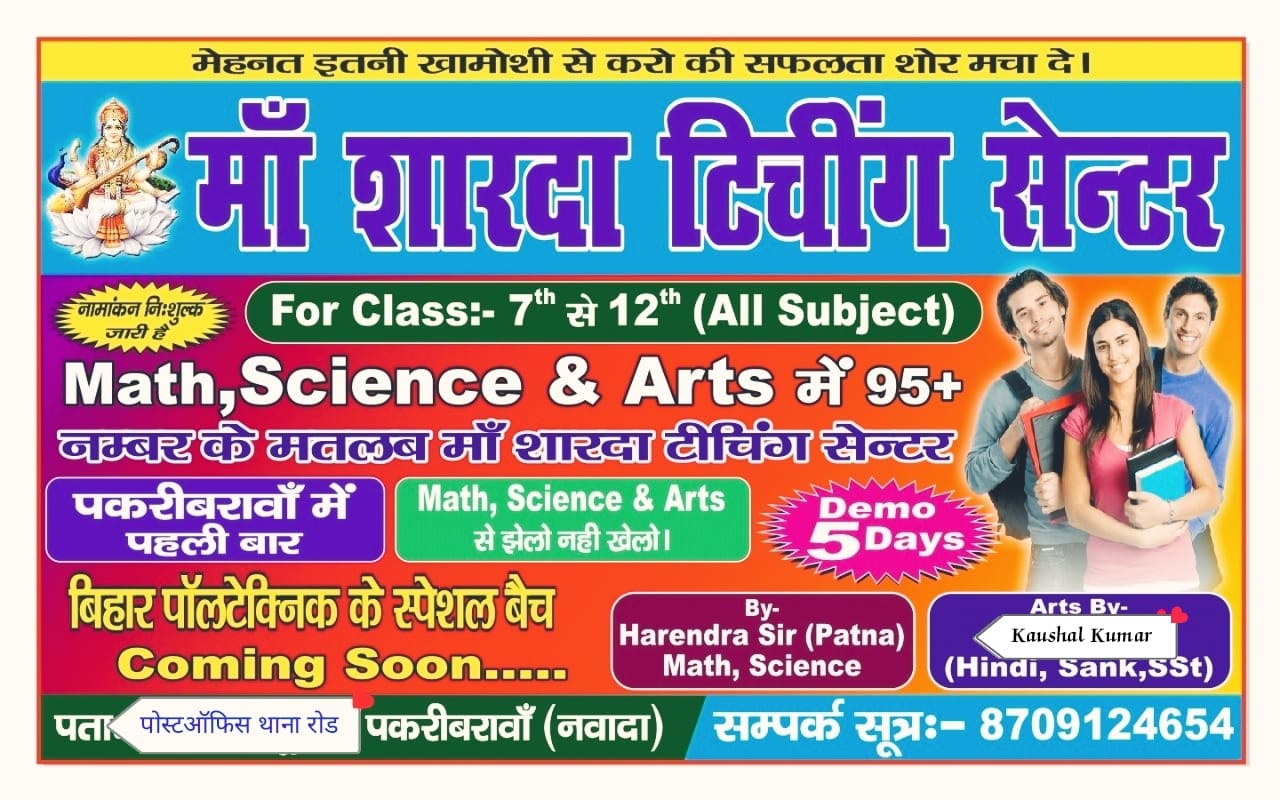 मेहनत इतनी खामोशी से करो की सफलता शोर मचा दे।
माँ शारदा टिचींग सेन्टर
नामांकन निःशुल्क
जारी है
For Class:- 7th से 12th (All Subject)
Math,Science & Arts में 95+
नम्बर के मतलब माँ शारदा टीचिंग सेन्टर
पकरीबरावाँ में
पहली बार
Math, Science & Arts
से झेलो नही खेलो।
Demo
5 Days
बिहार पॉलटेक्निक के स्पेशल बैच
Coming Soon.....
By-
Harendra Sir (Patna)
Math, Science
Arts By-
Kaushal Kumar
(Hindi, Sank,SSt)
पोस्टऑफिस थाना रोड पकरीबरावाँ (नवादा)
सम्पर्क सूत्रः– 8709124654